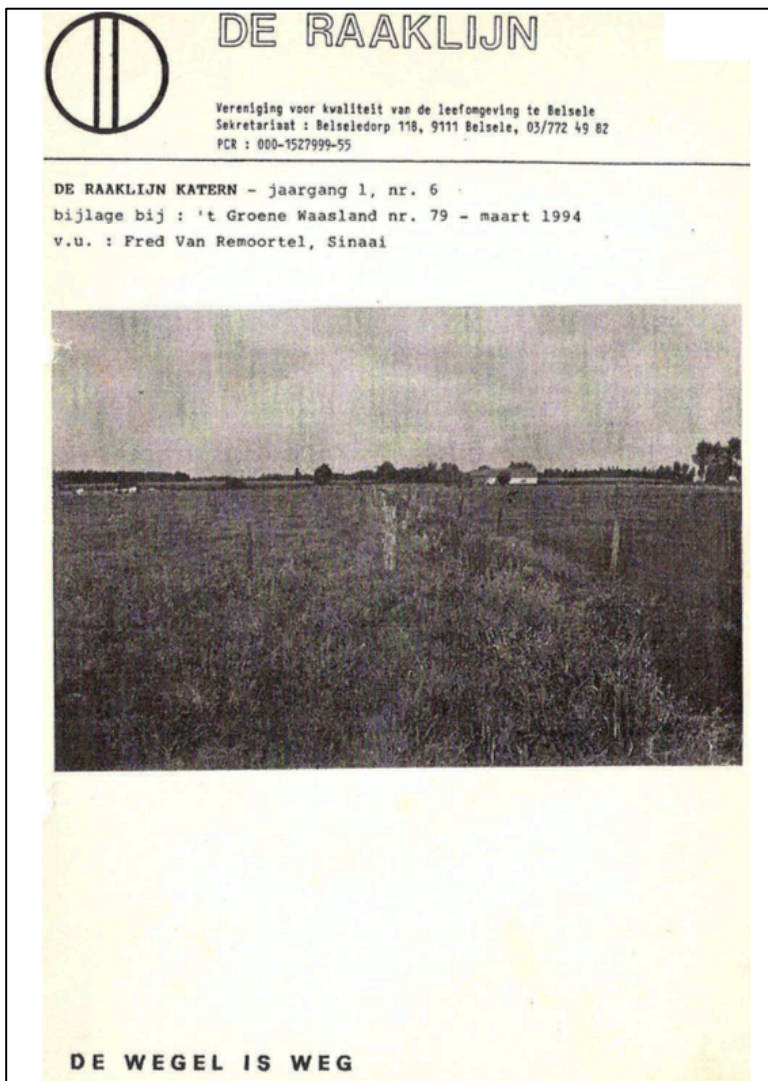 DE RAAKLIJN
Vereniging voor kwaliteit van de leefomgeving te Belsele
Sekretariaat : Belseledorp 118, 9111 Belsele, 03/772 49 82
PCR : 000-1527999-55
DE RAAKLIJN KATERN - jaargang 1, nr. 6
bijlage bij : 't Groene Waasland nr. 79 - maart 1994
v.u. : Fred Van Remoortel, Sinaai
DE WEGEL IS WEG